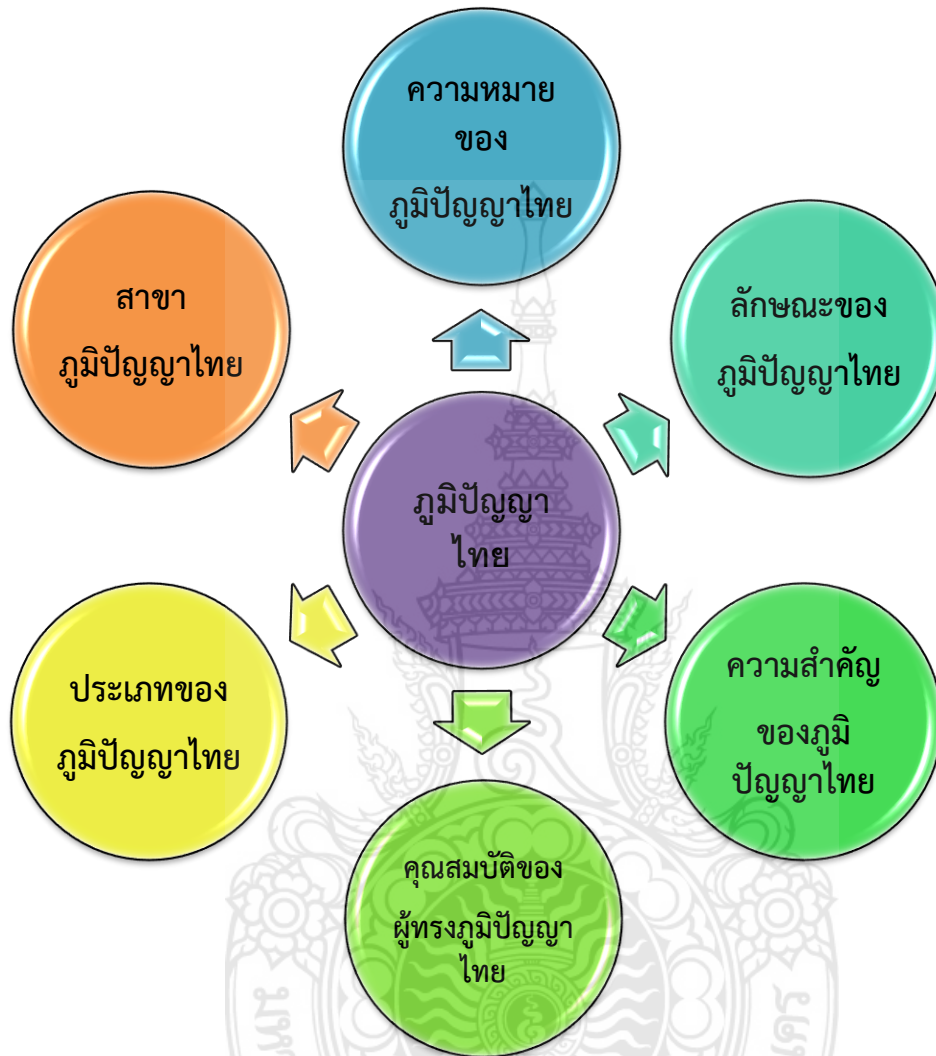 ความหมาย
ของ
ภูมิปัญญาไทย
ลักษณะของ
ภูมิปัญญาไทย
ความสำคัญ
ของภูมิ
ปัญญาไทย
คุณสมบัติของ
ผู้ทรงภูมิปัญญา
ไทย
ประเภทของ
ภูมิปัญญาไทย
สาขา
ภูมิปัญญาไทย
ภูมิปัญญา
ไทย